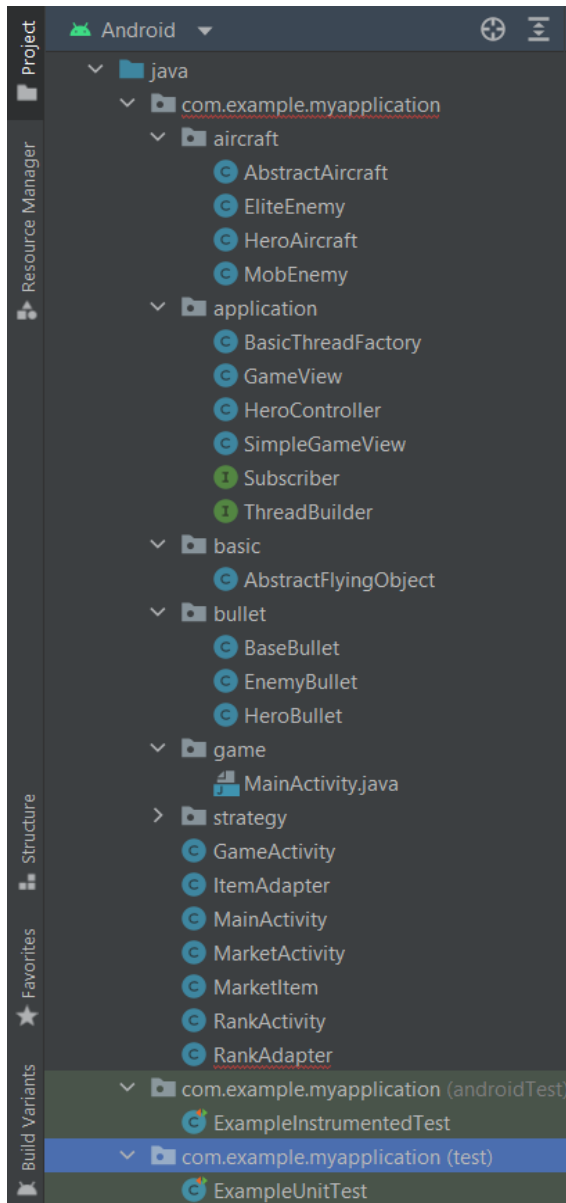 Project
Resource Manager
Structure
Favorites
Build Variants
Android
java
com.example.myapplication
aircraft
AbstractAircraft
EliteEnemy
HeroAircraft
MobEnemy
application
BasicThreadFactory
GameView
HeroController
SimpleGameView
Subscriber
ThreadBuilder
basic
AbstractFlyingObject
bullet
BaseBullet
EnemyBullet
HeroBullet
game
MainActivity.java
strategy
GameActivity
ItemAdapter
MainActivity
MarketActivity
MarketItem
RankActivity
RankAdapter
com.example.myapplication (androidTest)
ExampleInstrumentedTest
com.example.myapplication (test)
ExampleUnitTest